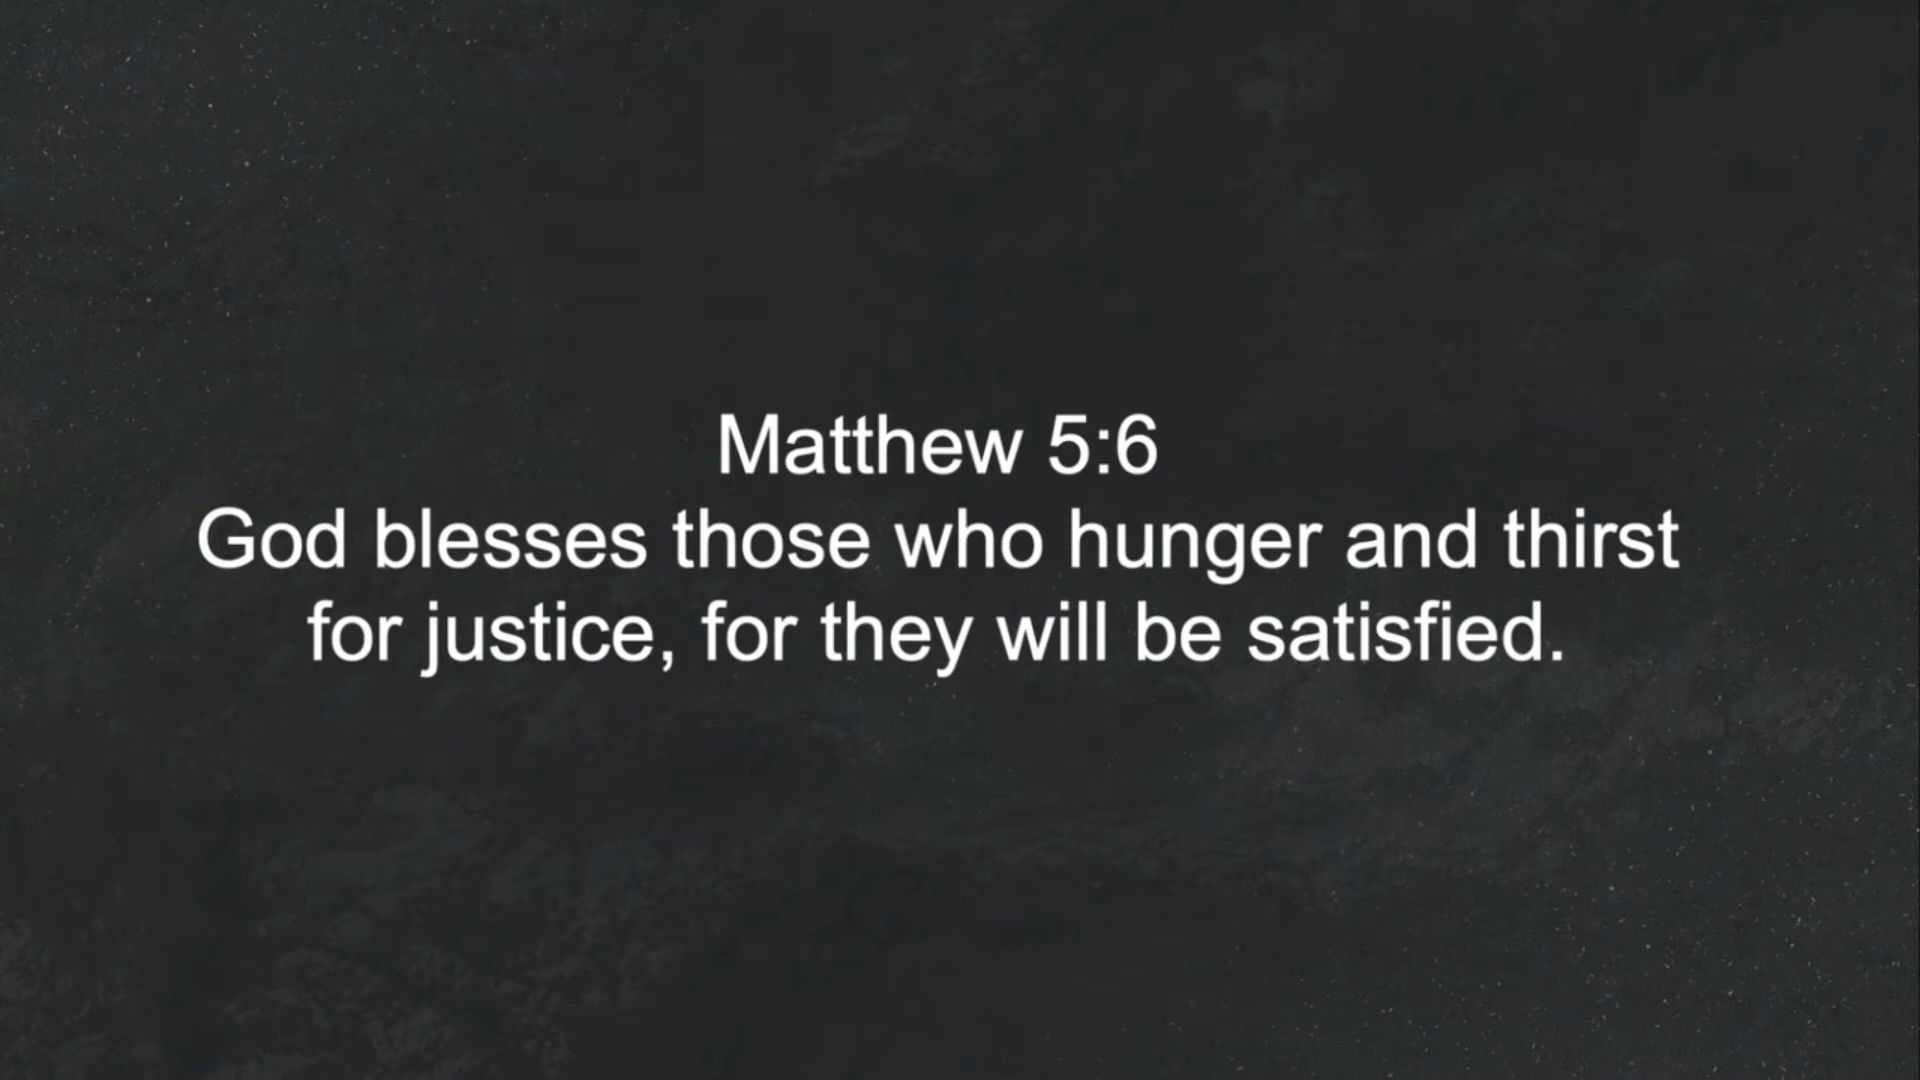 Matthew 5:6
God blesses those who hunger and thirst
for justice, for they will be satisfied.